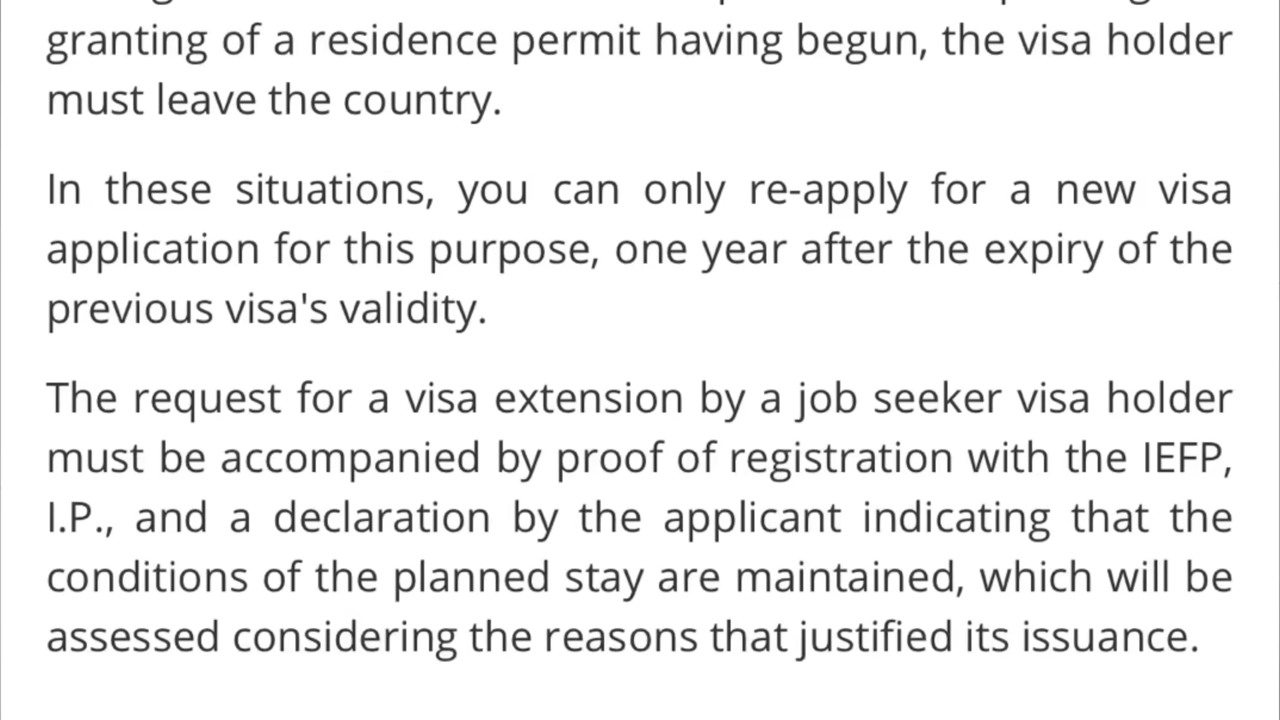 granting of a residence permit having begun, the visa holder
must leave the country.
In these situations, you can only re-apply for a new visa
application for this purpose, one year after the expiry of the
previous visa's validity.
The request for a visa extension by a job seeker visa holder
must be accompanied by proof of registration with the IEFP,
I.P., and a declaration by the applicant indicating that the
conditions of the planned stay are maintained, which will be
assessed considering the reasons that justified its issuance.